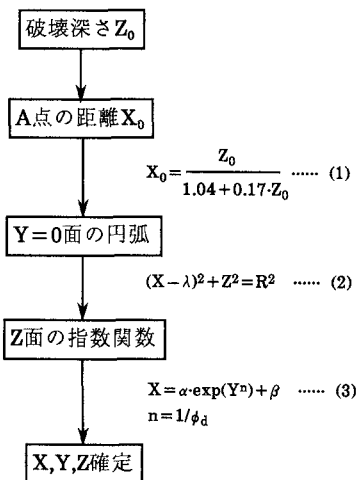 破壊深さZ₀
A点の距離X₀
X₀=Z₀/(1.04+0.17·Z₀) …… (1)
Y=0面の円弧
(X−λ)²+Z²=R² …… (2)
Z面の指数関数
X=α·exp(Yⁿ)+β …… (3)
n=1/ϕd
X,Y,Z確定